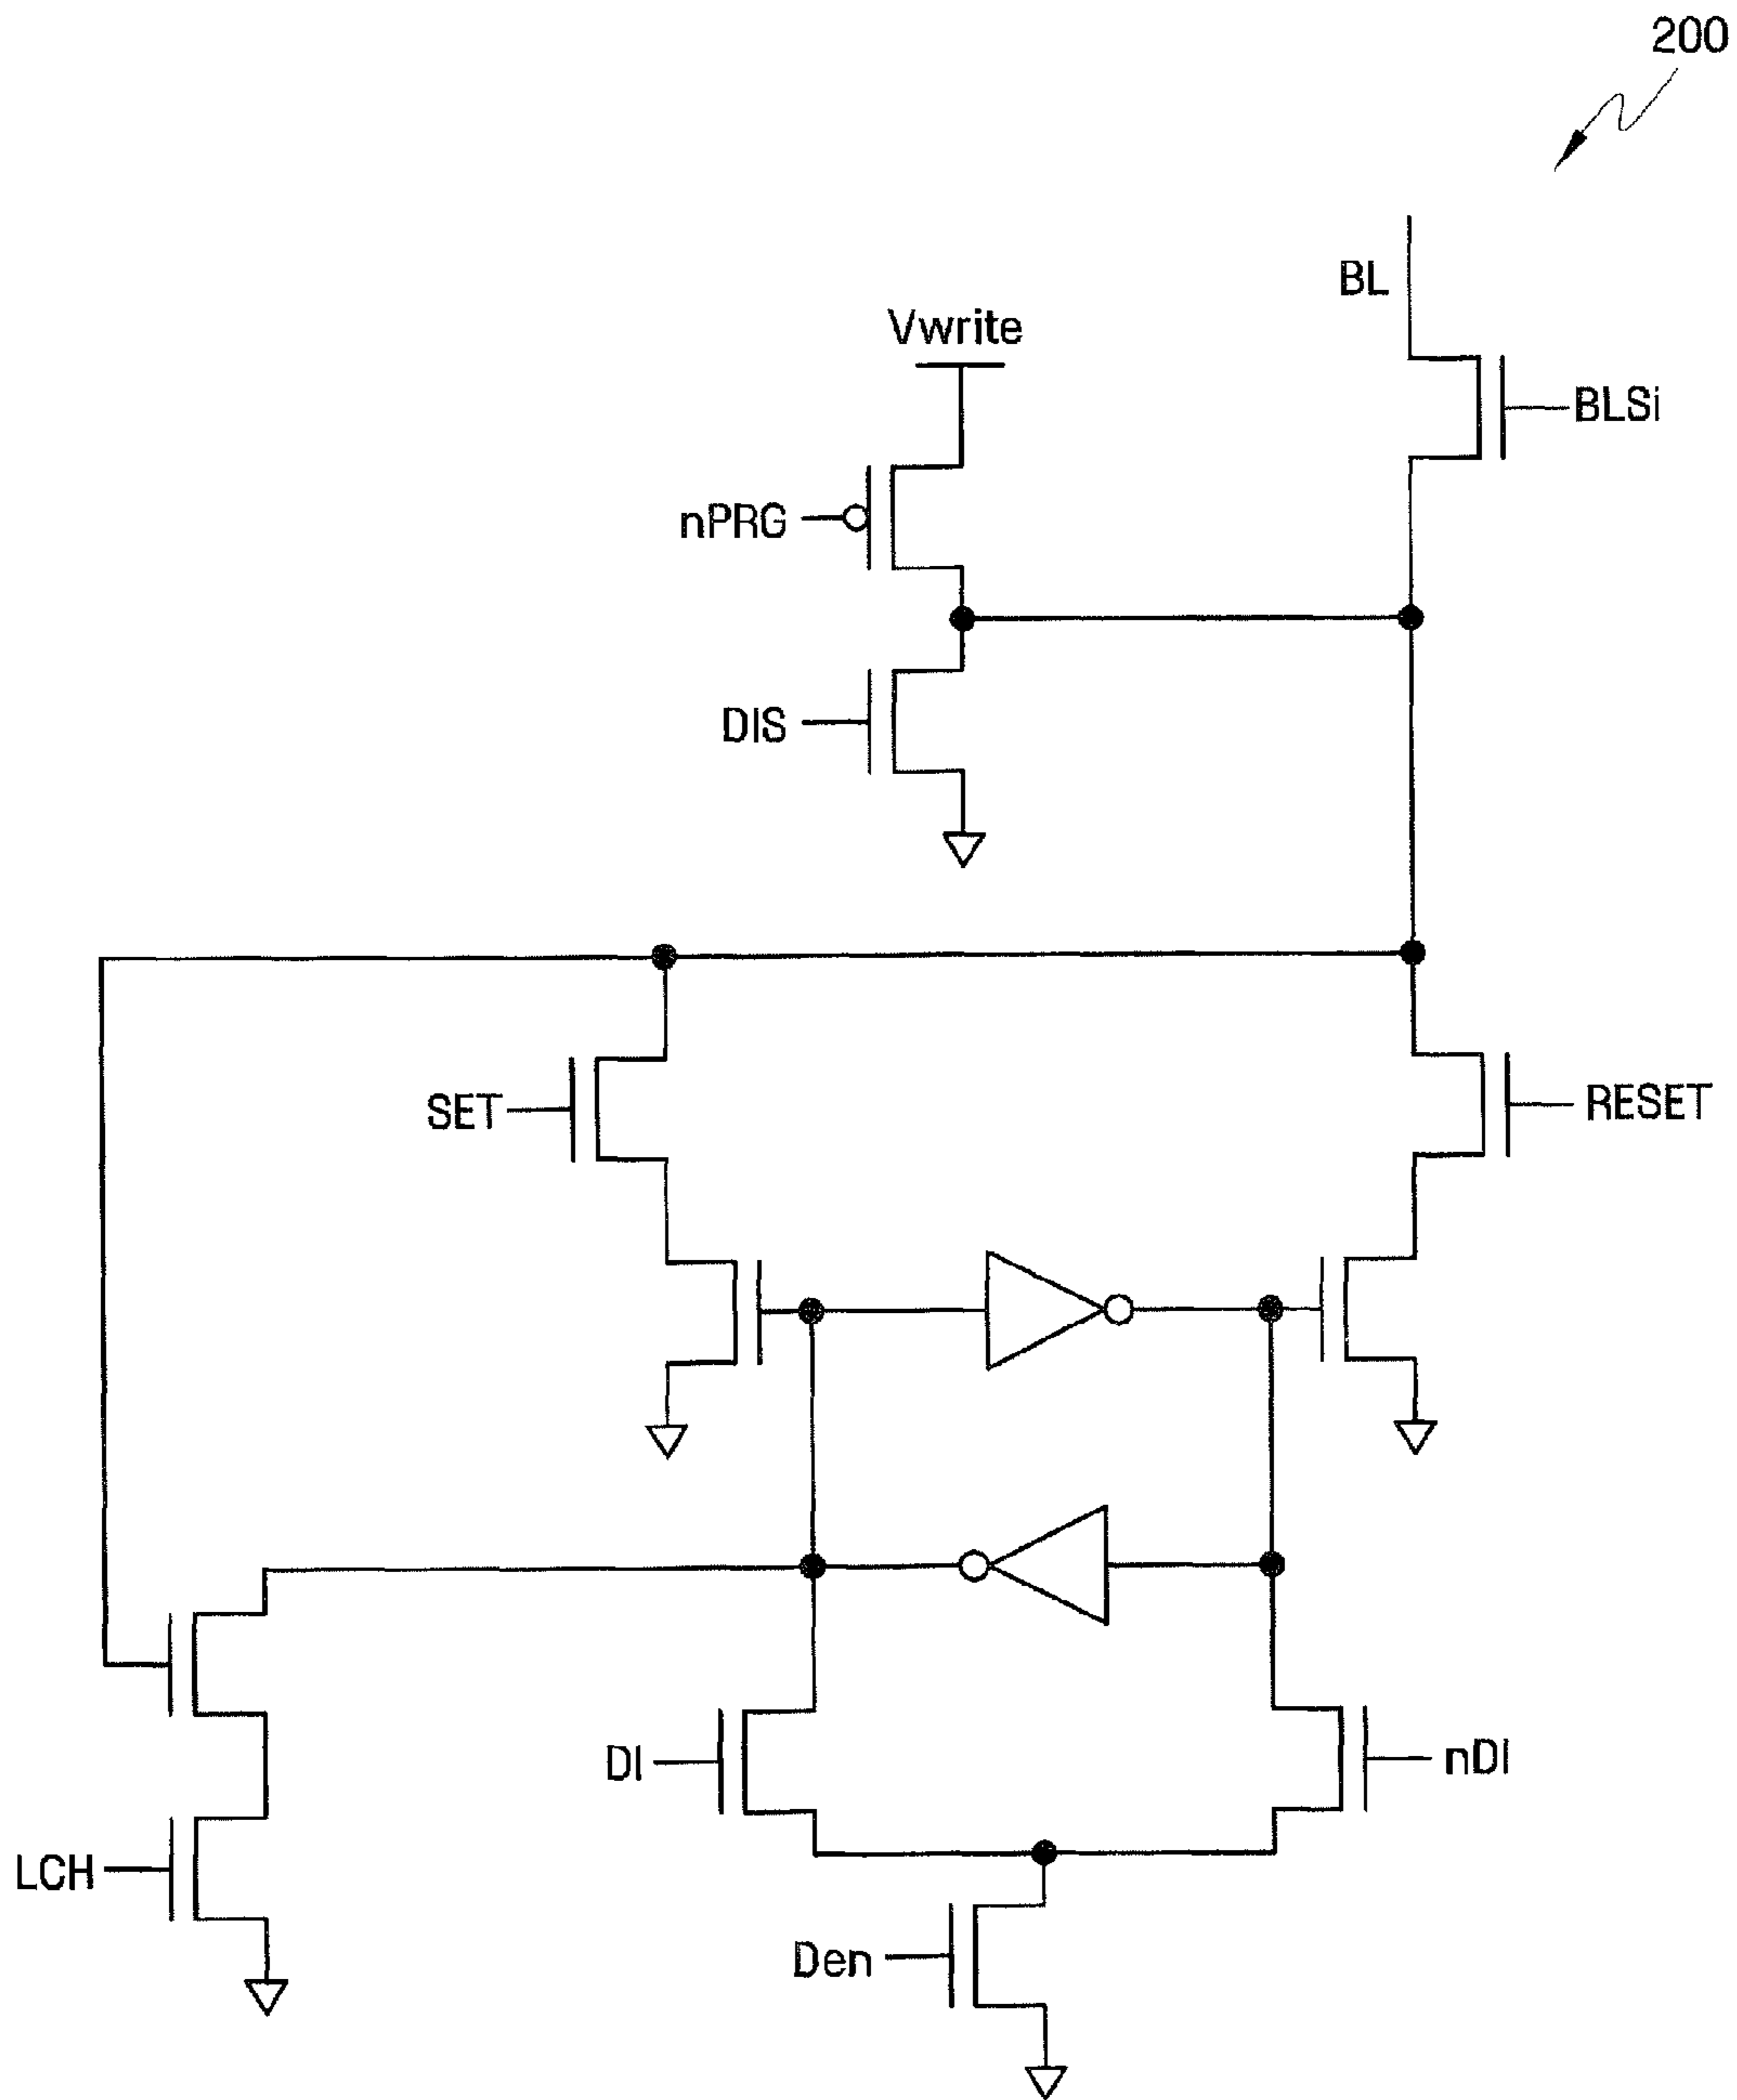 200
BL
Vwrite
BLSi
nPRG
DIS
SET
RESET
DI
nDI
LCH
Den